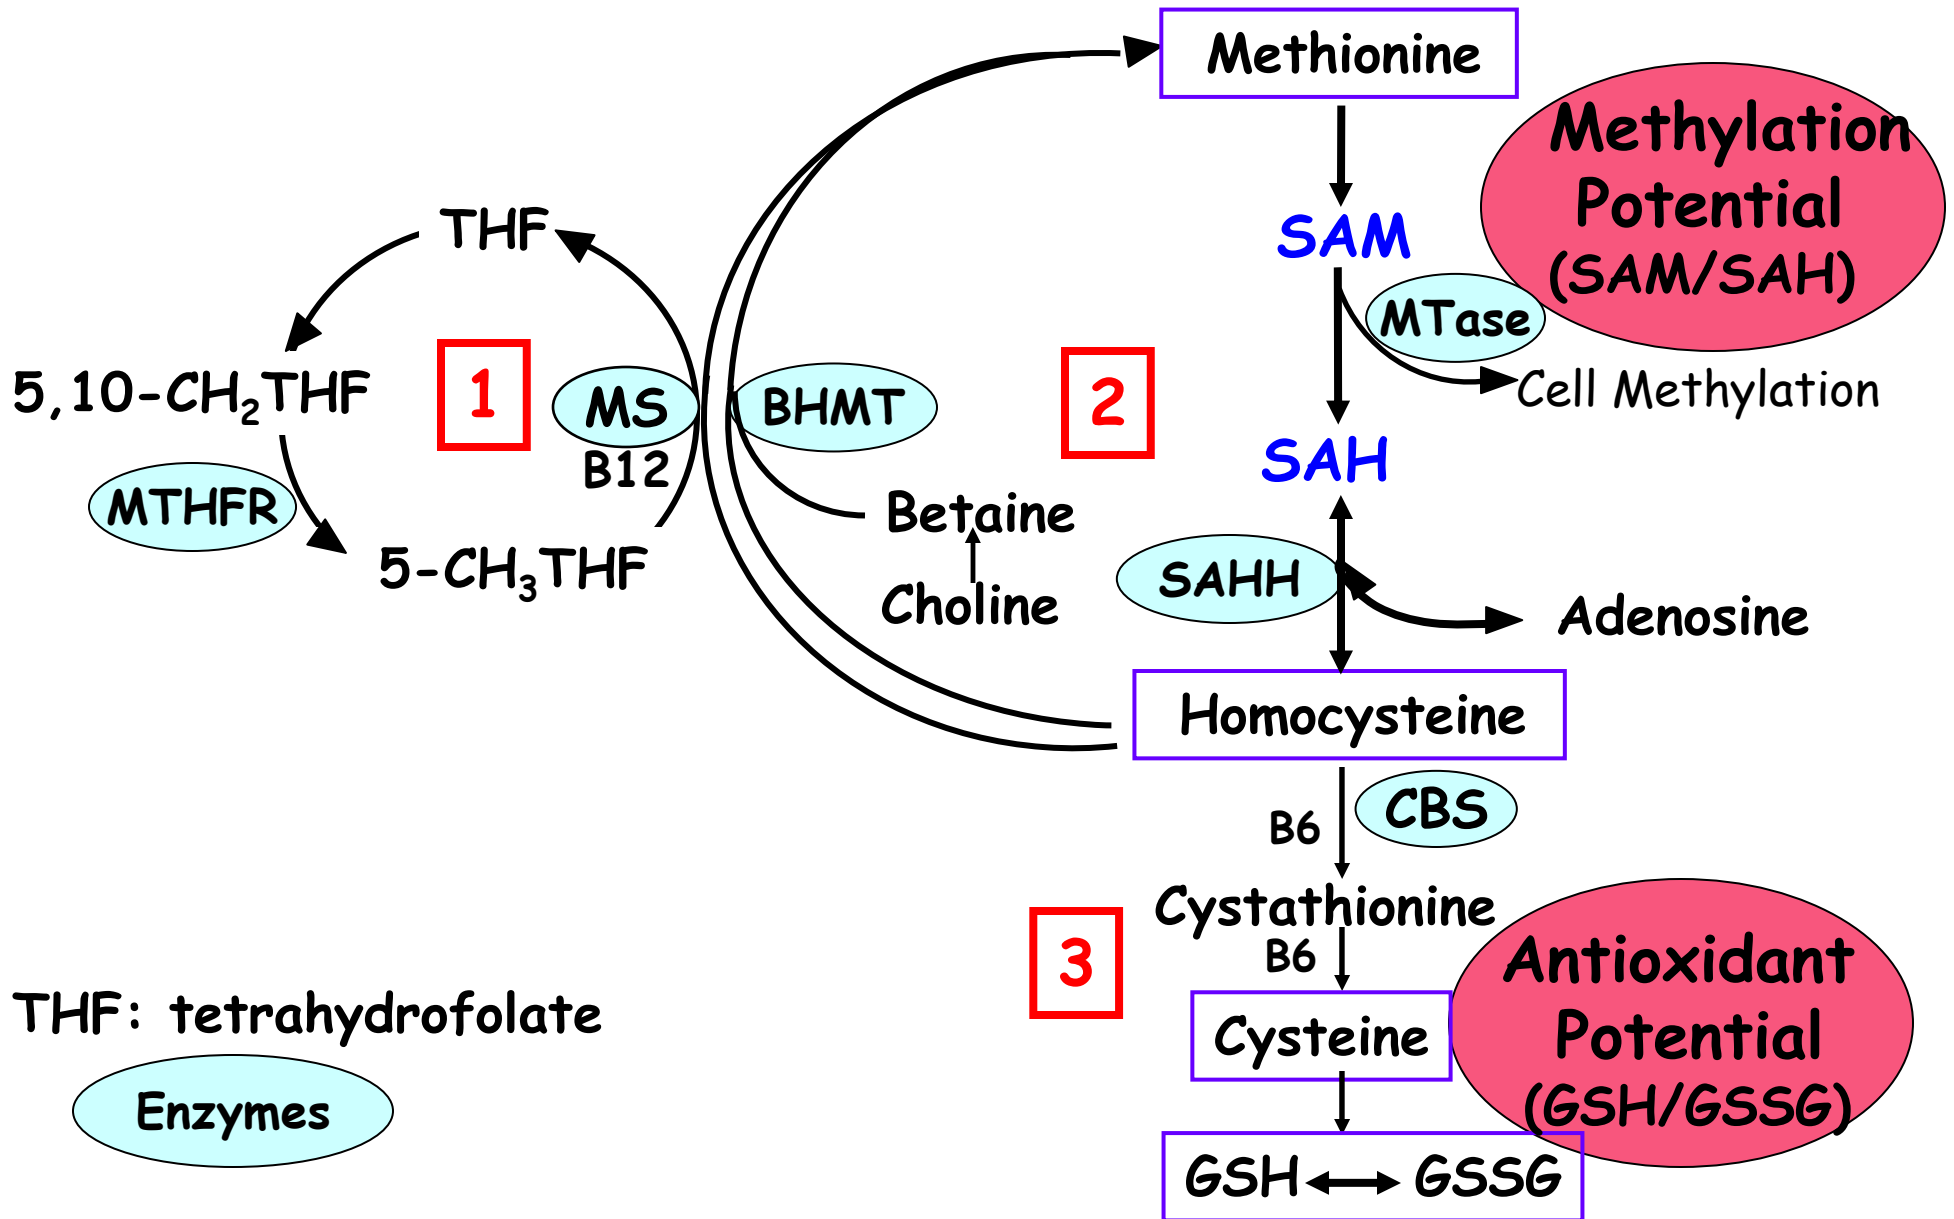 Methionine
Methylation
Potential
(SAM/SAH)
THF
SAM
MTase
5,10-CH₂THF
1
MS
BHMT
2
Cell Methylation
B12
SAH
MTHFR
Betaine
5-CH₃THF
SAHH
Choline
Adenosine
Homocysteine
CBS
B6
Cystathionine
B6
3
Antioxidant
Potential
(GSH/GSSG)
THF: tetrahydrofolate
Cysteine
Enzymes
GSH
GSSG